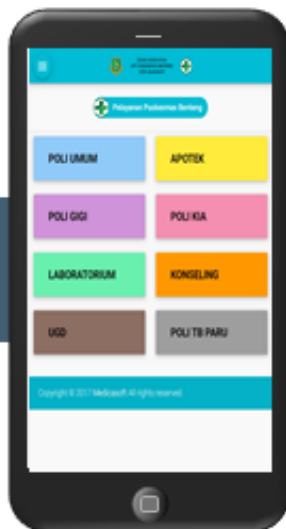 Pelayanan Puskesmas Benteng
POLI UMUM
APOTEK
POLI GIGI
POLI KIA
LABORATORIUM
KONSELING
UGD
POLI TB PARU
Copyright © 2017 Medicasoft All rights reserved.